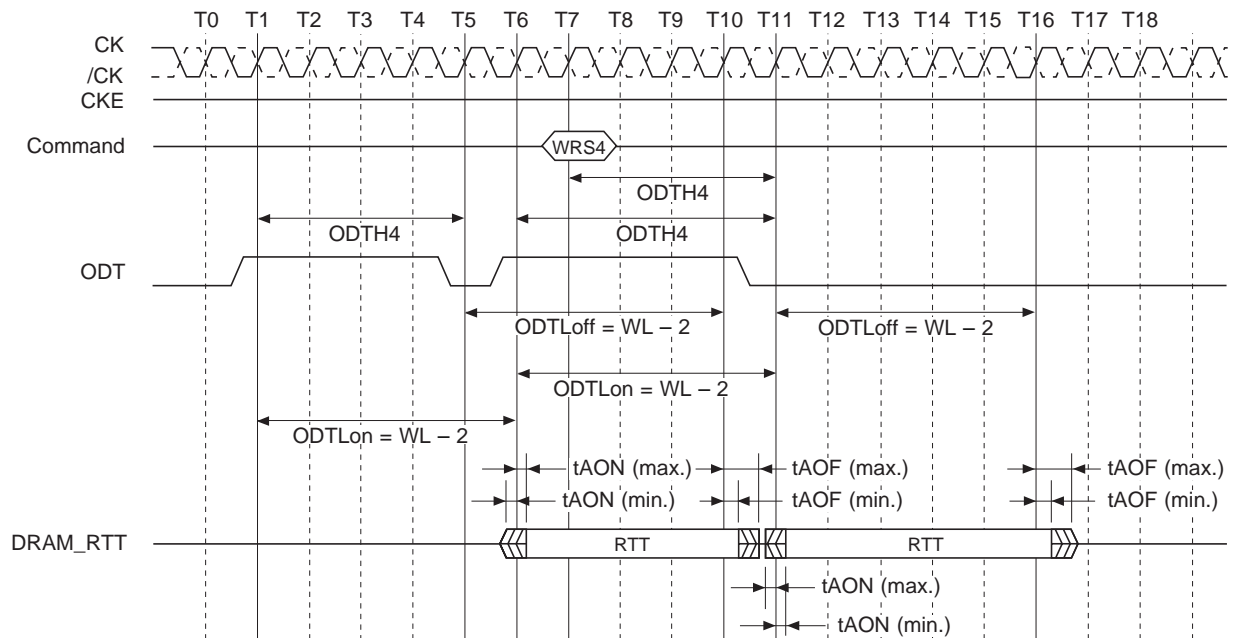 T0 T1 T2 T3 T4 T5 T6 T7 T8 T9 T10 T11 T12 T13 T14 T15 T16 T17 T18
CK
/CK
CKE
Command
WRS4
ODTH4
ODTH4 ODTH4
ODT
ODTLoff = WL – 2 ODTLoff = WL – 2
ODTLon = WL – 2
ODTLon = WL – 2
tAON (max.) tAOF (max.) tAOF (max.)
tAON (min.) tAOF (min.) tAOF (min.)
DRAM_RTT RTT RTT
tAON (max.)
tAON (min.)